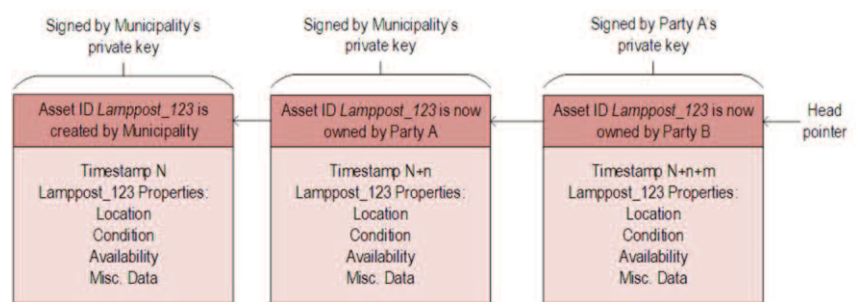 Signed by Municipality's
private key
Signed by Municipality's
private key
Signed by Party A's
private key
Asset ID Lamppost_123 is
created by Municipality
Asset ID Lamppost_123 is now
owned by Party A
Asset ID Lamppost_123 is now
owned by Party B
Head
pointer
Timestamp N
Lamppost_123 Properties:
Location
Condition
Availability
Misc. Data
Timestamp N+n
Lamppost_123 Properties:
Location
Condition
Availability
Misc. Data
Timestamp N+n+m
Lamppost_123 Properties:
Location
Condition
Availability
Misc. Data